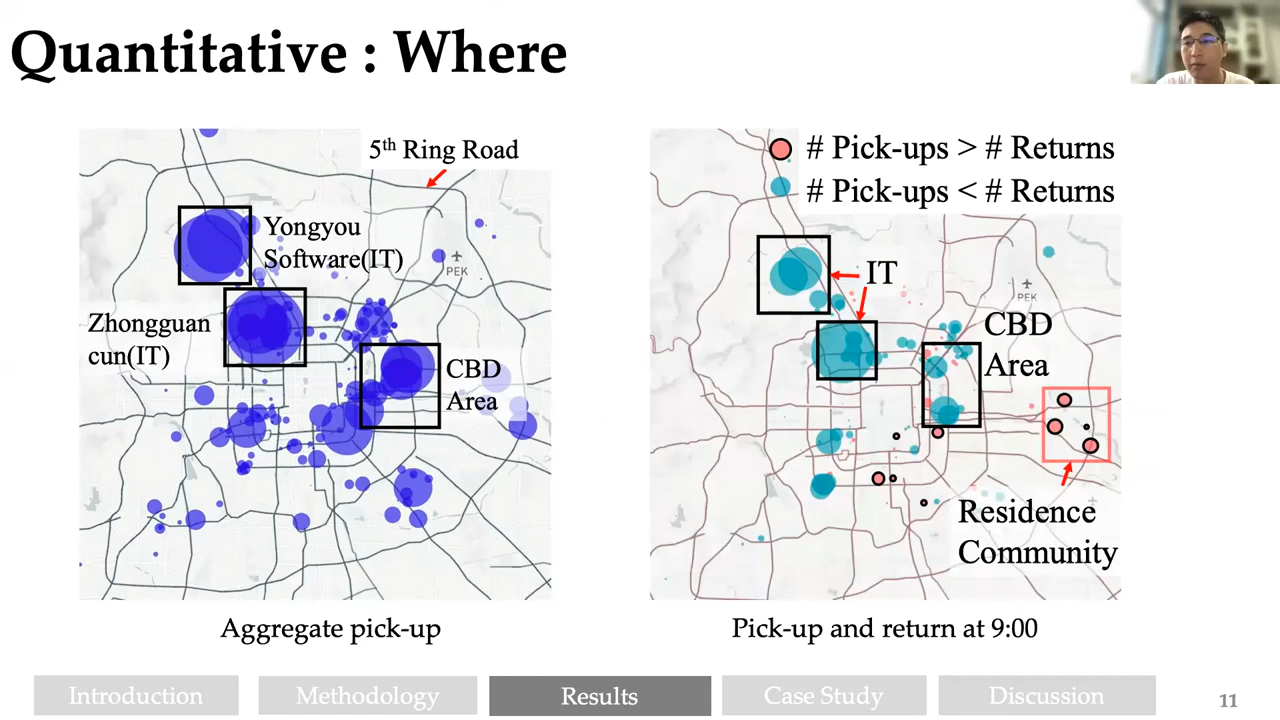 Quantitative : Where
5th Ring Road
Yongyou
Software(IT)
PEK
Zhongguan
cun(IT)
CBD
Area
Aggregate pick-up
# Pick-ups > # Returns
# Pick-ups < # Returns
IT
PEK
CBD
Area
Residence
Community
Pick-up and return at 9:00
Introduction
Methodology
Results
Case Study
Discussion
11